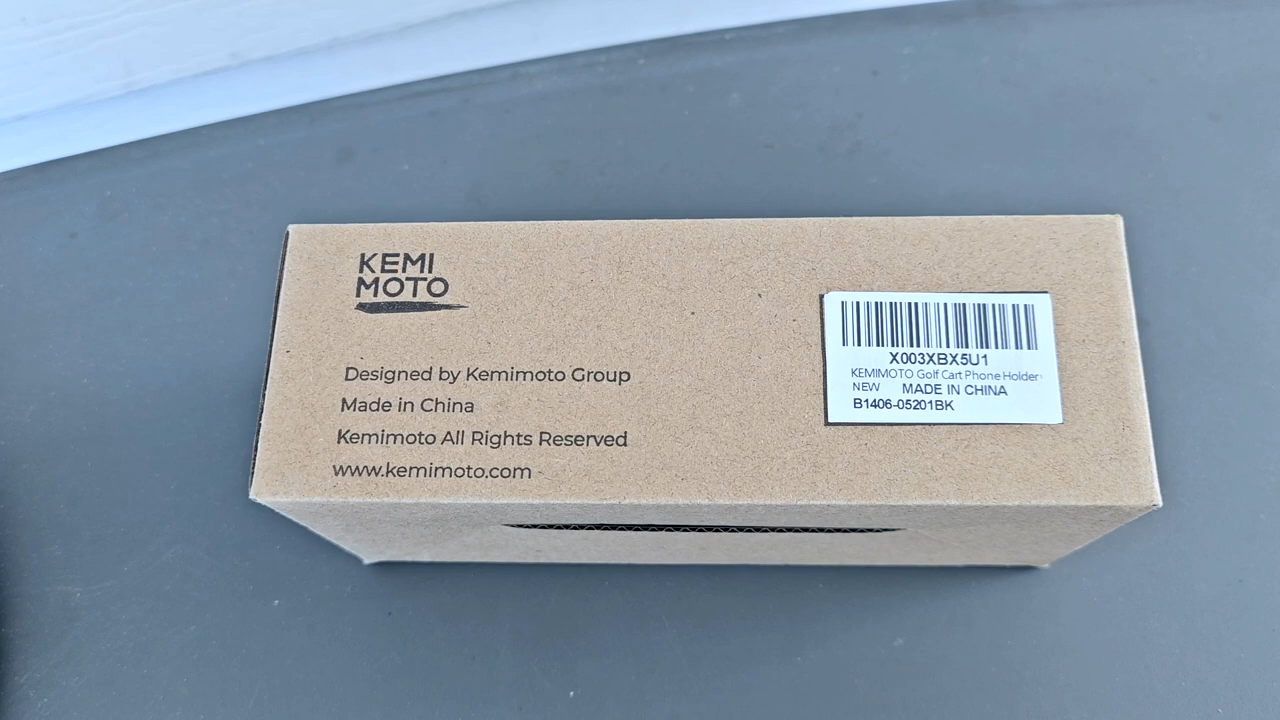 KEMI
MOTO
Designed by Kemimoto Group
Made in China
Kemimoto All Rights Reserved
www.kemimoto.com
X003XBX5U1
KEMIMOTO Golf Cart Phone Holder
NEW MADE IN CHINA
B1406-05201BK